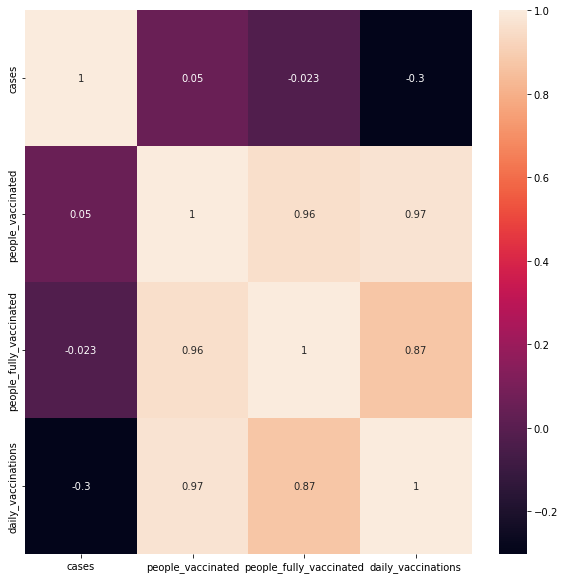 cases
1
0.05
-0.023
-0.3
people_vaccinated
0.05
1
0.96
0.97
people_fully_vaccinated
-0.023
0.96
1
0.87
daily_vaccinations
-0.3
0.97
0.87
1
cases
people_vaccinated
people_fully_vaccinated
daily_vaccinations
1.0
0.8
0.6
0.4
0.2
0.0
−0.2